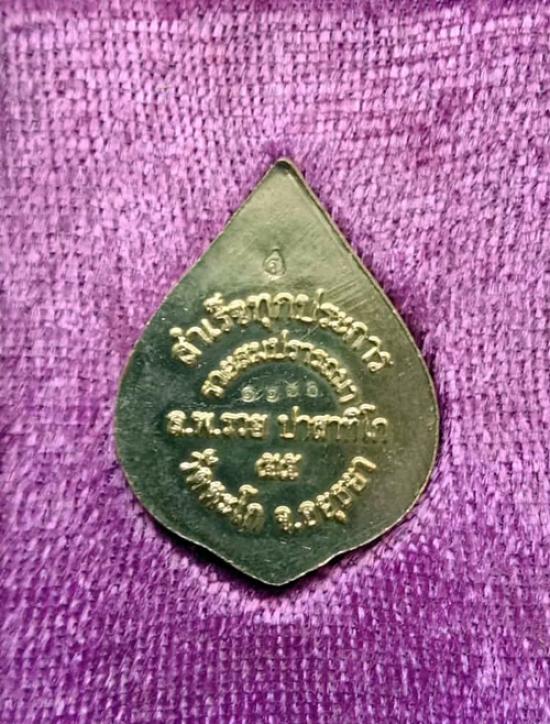 สำเร็จทุกประการ
รวยสมปรารถนา
ล.พ.รวย ปาสาทิโก
๕๕
วัดตะโก จ.อยุธยา